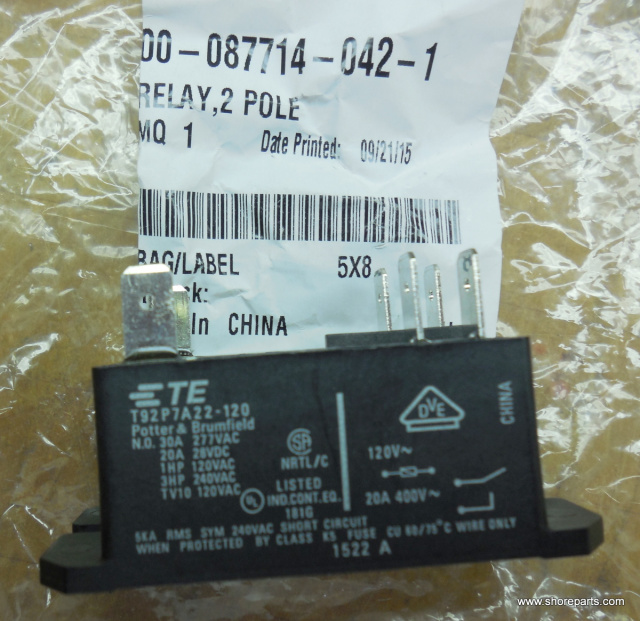 00-087714-042-1
RELAY,2 POLE
MQ 1 Date Printed: 09/21/15
BAG/LABEL 5X8
In CHINA
TE
T92P7A22-120
Potter & Brumfield
N.O. 30A 277VAC
20A 28VDC
1HP 120VAC
3HP 240VAC
TV10 120VAC
NRTL/C
UL
LISTED
IND.CONT.EQ.
181G
DVE
120V~
20A 400V~
CHINA
5KA RMS SYM 240VAC SHORT CIRCUIT
WHEN PROTECTED BY CLASS K5 FUSE CU 60/75°C WIRE ONLY
1522 A
www.shoreparts.com